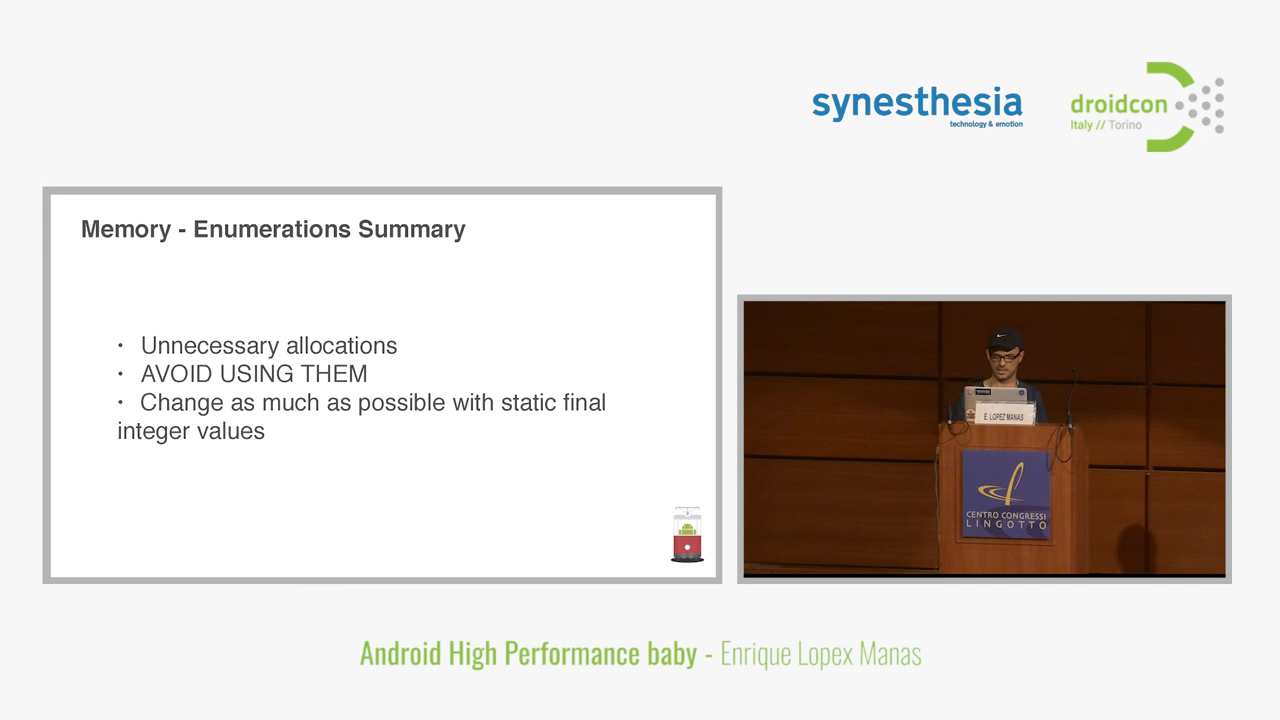 synesthesia
technology & emotion
droidcon
Italy // Torino
Memory - Enumerations Summary
• Unnecessary allocations
• AVOID USING THEM
• Change as much as possible with static final
integer values
E. LOPEZ MANAS
CENTRO CONGRESSI
LINGOTTO
Android High Performance baby - Enrique Lopex Manas